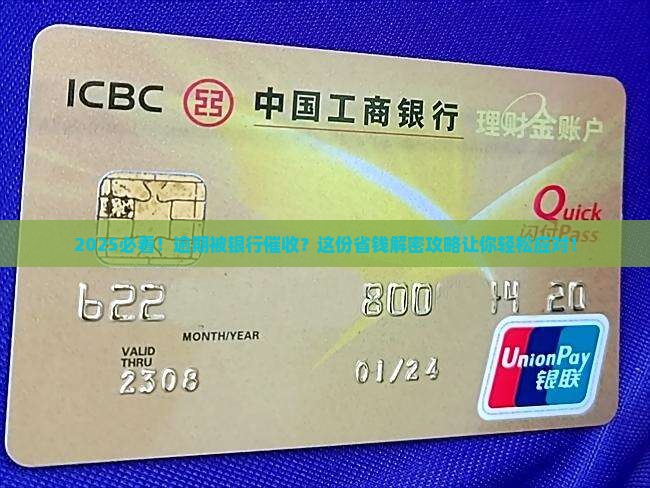 ICBC 中国工商银行
理财金账户
Quick
闪付Pass
2025必看！逾期被银行催收？这份省钱解密攻略让你轻松应对！
622 800 14 20
MONTH/YEAR
VALID
THRU
2308 01/24
UnionPay
银联